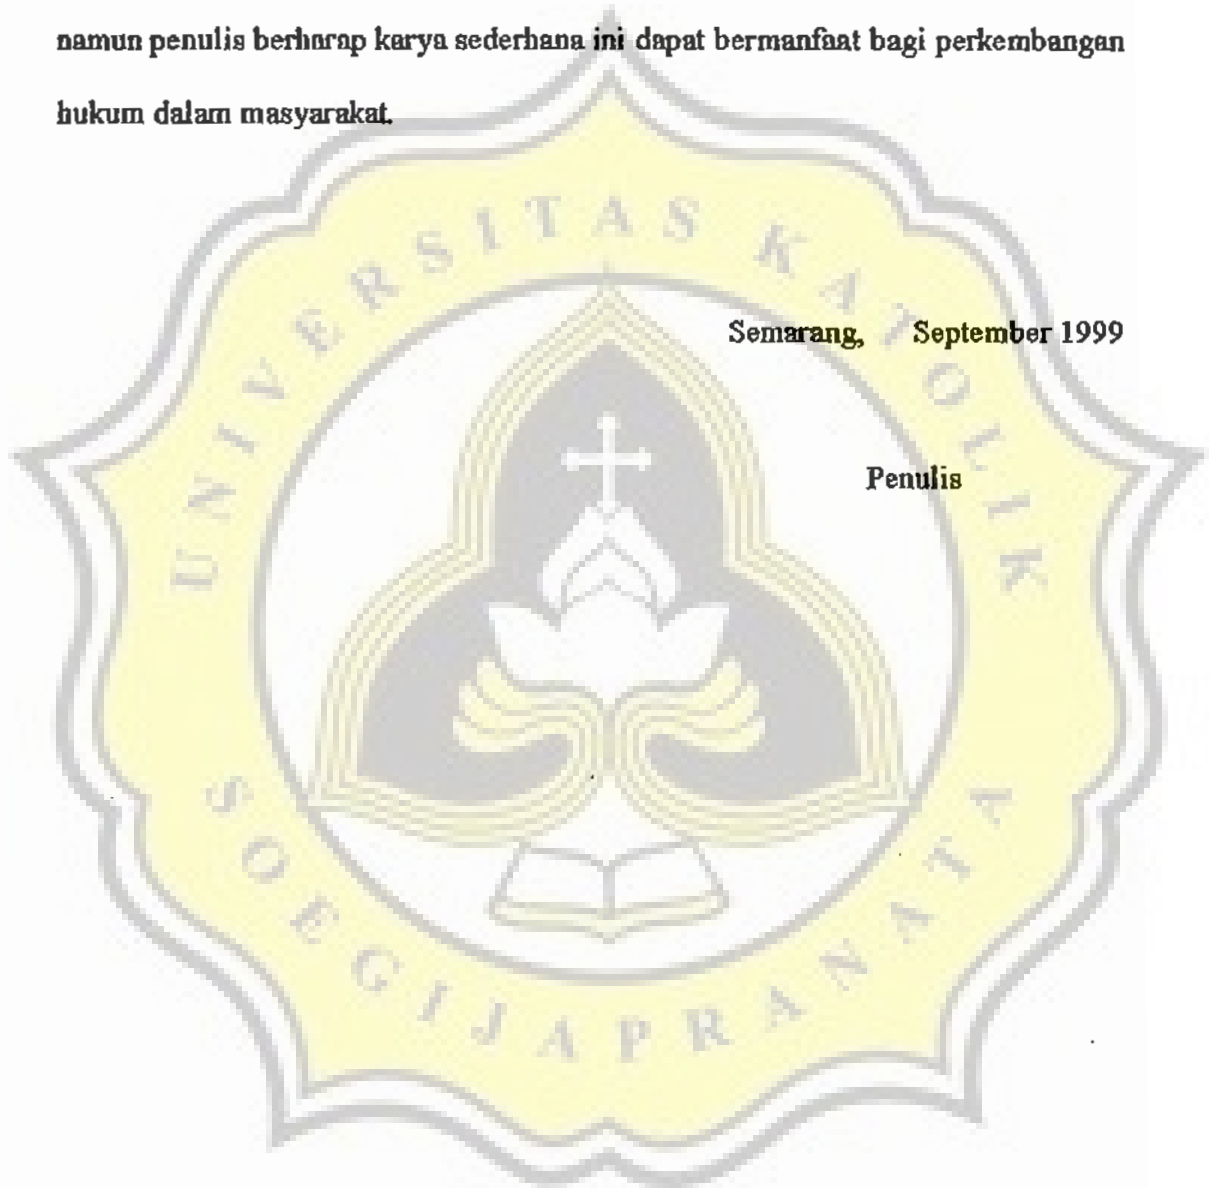 namun penulis berharap karya sederhana ini dapat bermanfaat bagi perkembangan
hukum dalam masyarakat.
Semarang, September 1999
Penulis
UNIVERSITAS KATOLIK
SOEGIJAPRANATA